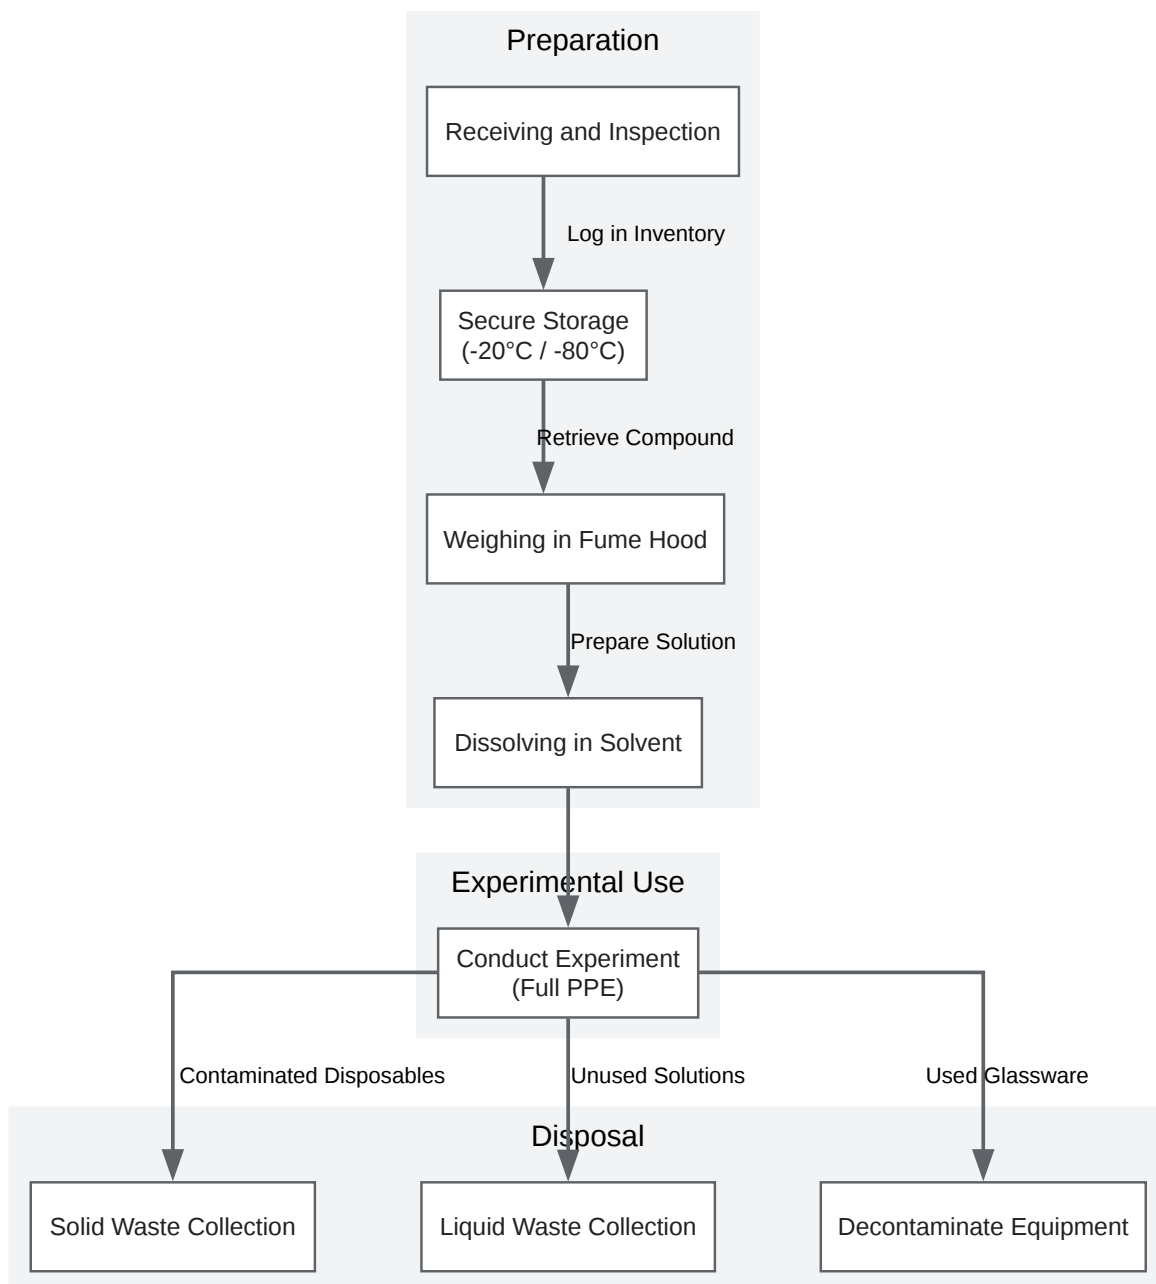 Preparation
Receiving and Inspection
Log in Inventory
Secure Storage
(-20°C / -80°C)
Retrieve Compound
Weighing in Fume Hood
Prepare Solution
Dissolving in Solvent
Experimental Use
Conduct Experiment
(Full PPE)
Contaminated Disposables
Unused Solutions
Used Glassware
Disposal
Solid Waste Collection
Liquid Waste Collection
Decontaminate Equipment